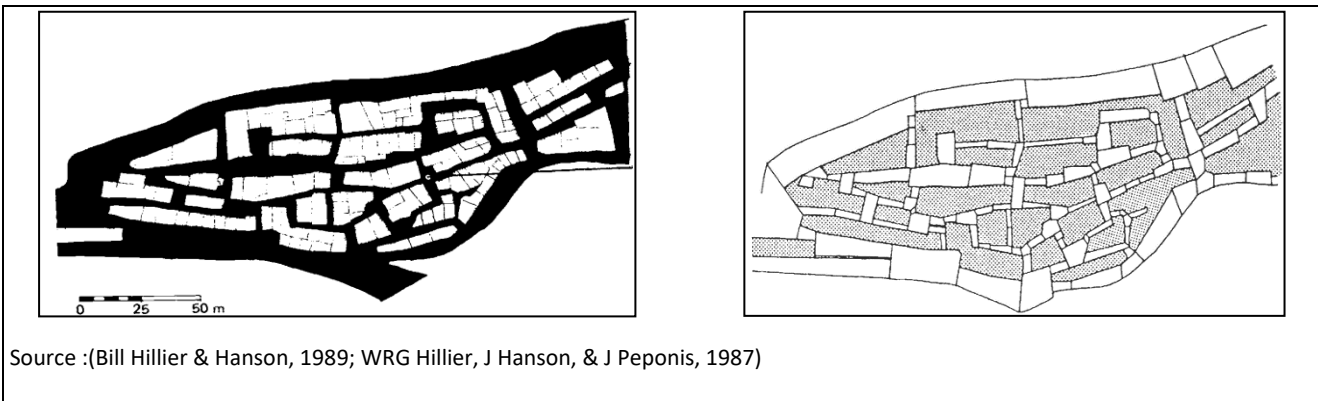 0 25 50 m
Source :(Bill Hillier & Hanson, 1989; WRG Hillier, J Hanson, & J Peponis, 1987)